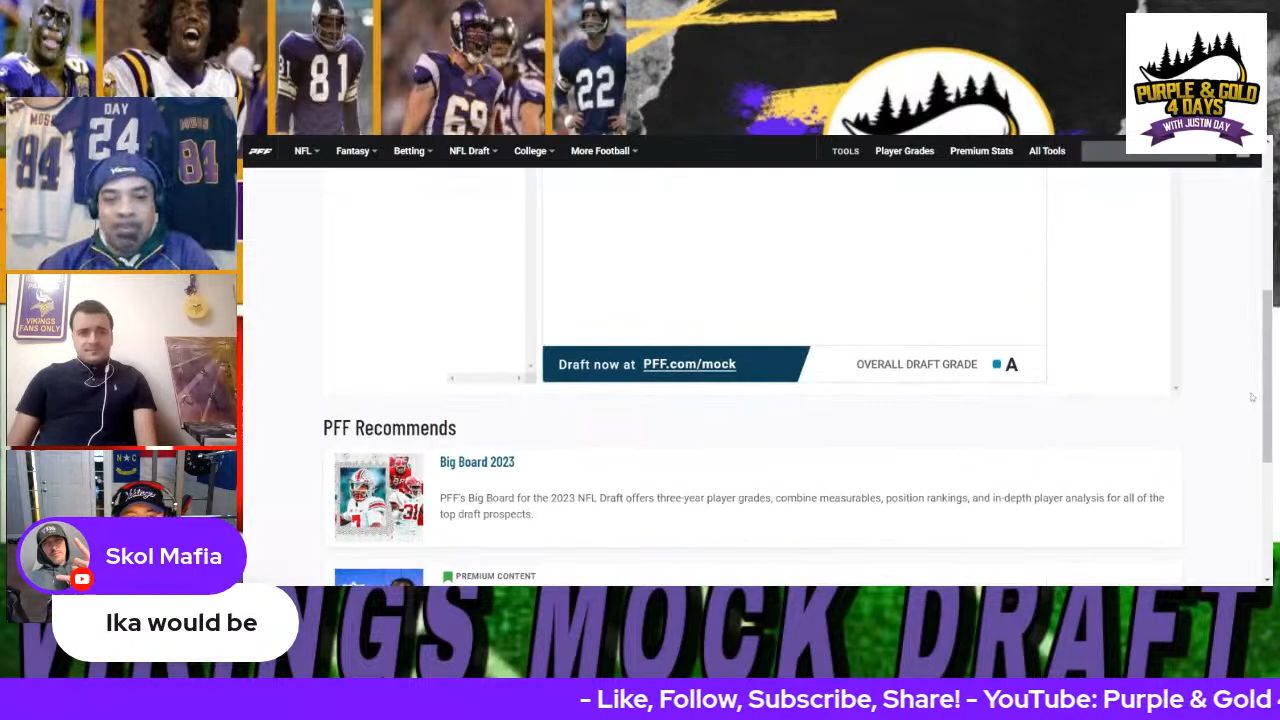 81
69
22
PURPLE & GOLD
4 DAYS
WITH JUSTIN DAY
DAY
24
MOSS
84
MOSS
84
PFF
NFL
Fantasy
Betting
NFL Draft
College
More Football
TOOLS
Player Grades
Premium Stats
All Tools
VIKINGS
FANS ONLY
Draft now at PFF.com/mock
OVERALL DRAFT GRADE A
PFF Recommends
Big Board 2023
PFF's Big Board for the 2023 NFL Draft offers three-year player grades, combine measurables, position rankings, and in-depth player analysis for all of the
top draft prospects.
PREMIUM CONTENT
N C
Skol Mafia
Ika would be
VIKINGS MOCK DRAFT
- Like, Follow, Subscribe, Share! - YouTube: Purple & Gold